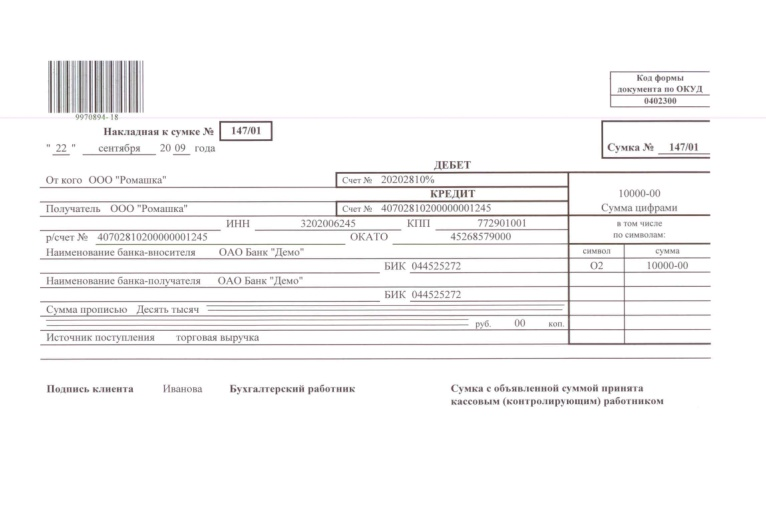 9970894-18
Код формы
документа по ОКУД
0402300
Накладная к сумке № 147/01
" 22 " сентября 20 09 года
Сумка № 147/01
ДЕБЕТ
От кого ООО "Ромашка" Счет № 20202810%
КРЕДИТ
10000-00
Получатель ООО "Ромашка" Счет № 40702810200000001245
Сумма цифрами
ИНН 3202006245 КПП 772901001
в том числе
р/счет № 40702810200000001245 ОКАТО 45268579000
по символам:
Наименование банка-вносителя ОАО Банк "Демо"
символ сумма
БИК 044525272
О2 10000-00
Наименование банка-получателя ОАО Банк "Демо"
БИК 044525272
Сумма прописью Десять тысяч
руб. 00 коп.
Источник поступления торговая выручка
Подпись клиента Иванова Бухгалтерский работник
Сумка с объявленной суммой принята
кассовым (контролирующим) работником